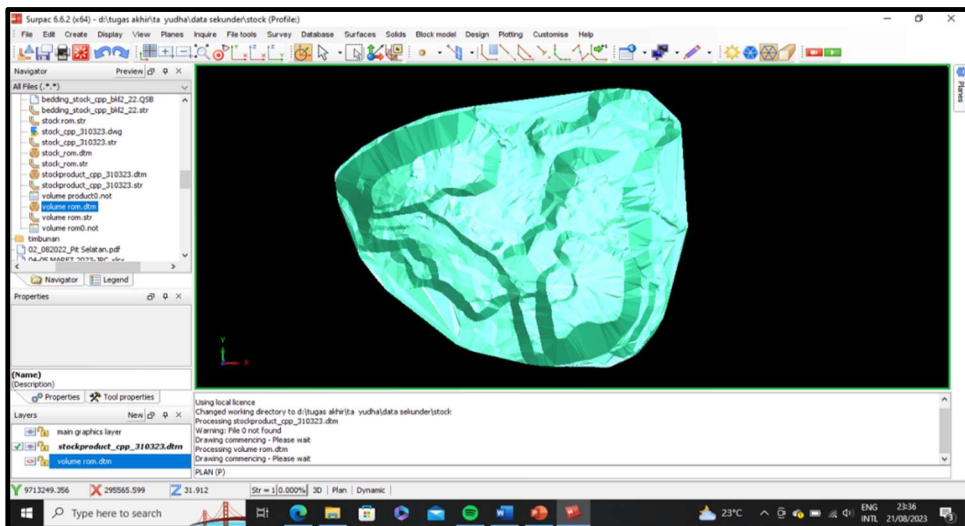 Surpac 6.6.2 (x64) - d:\tugas akhir\ta yudha\data sekunder\stock (Profile:)
File Edit Create Display View Planes Inquire File tools Survey Database Surfaces Solids Block model Design Plotting Customise Help
Navigator Preview
All Files (.*.*)
bedding_stock_cpp_bkl2_22.QSB
bedding_stock_cpp_bkl2_22.str
stock rom.str
stock_cpp_310323.dwg
stock_cpp_310323.str
stock_rom.dtm
stock_rom.str
stockproduct_cpp_310323.dtm
stockproduct_cpp_310323.str
volume product0.not
volume rom.dtm
volume rom.str
volume rom0.not
timbunan
02_082022_Pit Selatan.pdf
Navigator Legend
Properties
(Name)
(Description)
Properties Tool properties
Layers New
main graphics layer
stockproduct_cpp_310323.dtm
volume rom.dtm
Planes
Y
X
Using local licence
Changed working directory to d:\tugas akhir\ta yudha\data sekunder\stock
Processing stockproduct_cpp_310323.dtm
Warning: File 0 not found
Drawing commencing - Please wait
Processing volume rom.dtm
Drawing commencing - Please wait
PLAN (P)
Y 9713249.356 X 295565.599 Z 31.912 Str = 1 0.000% 3D Plan Dynamic
Type here to search
23°C
ENG
INTL
23:36
21/08/2023